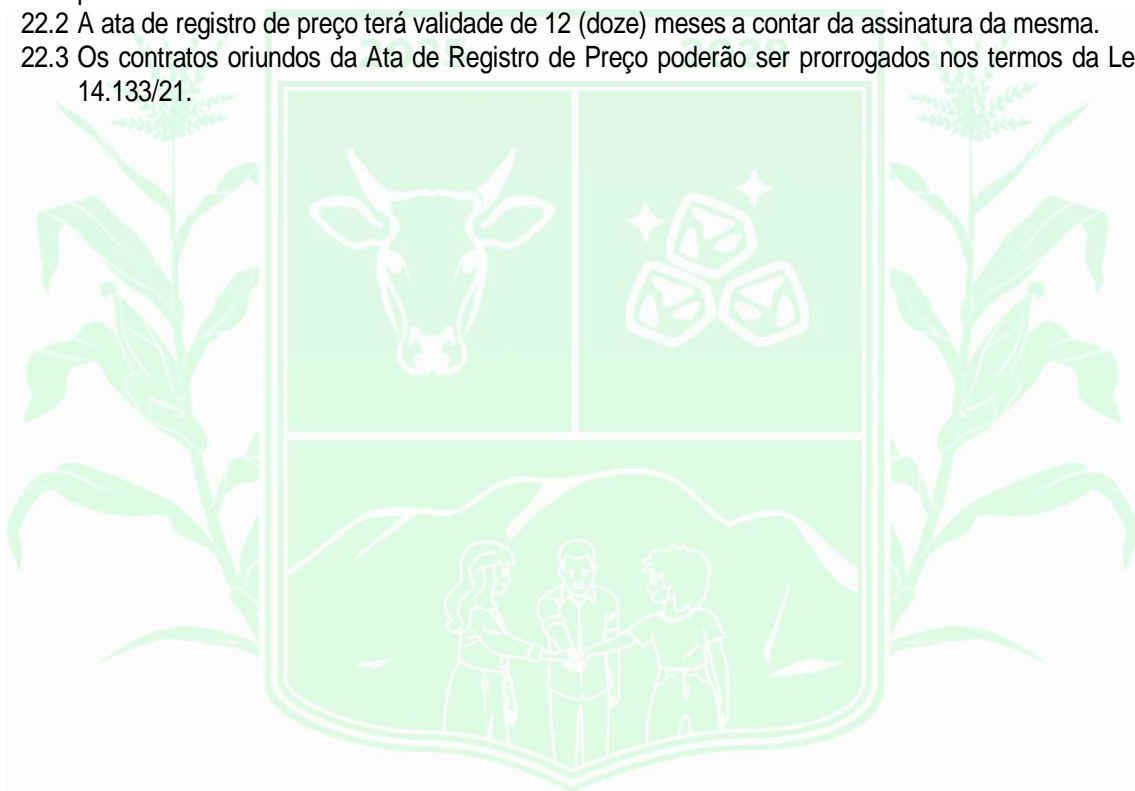 22.2 A ata de registro de preço terá validade de 12 (doze) meses a contar da assinatura da mesma.
22.3 Os contratos oriundos da Ata de Registro de Preço poderão ser prorrogados nos termos da Le
14.133/21.